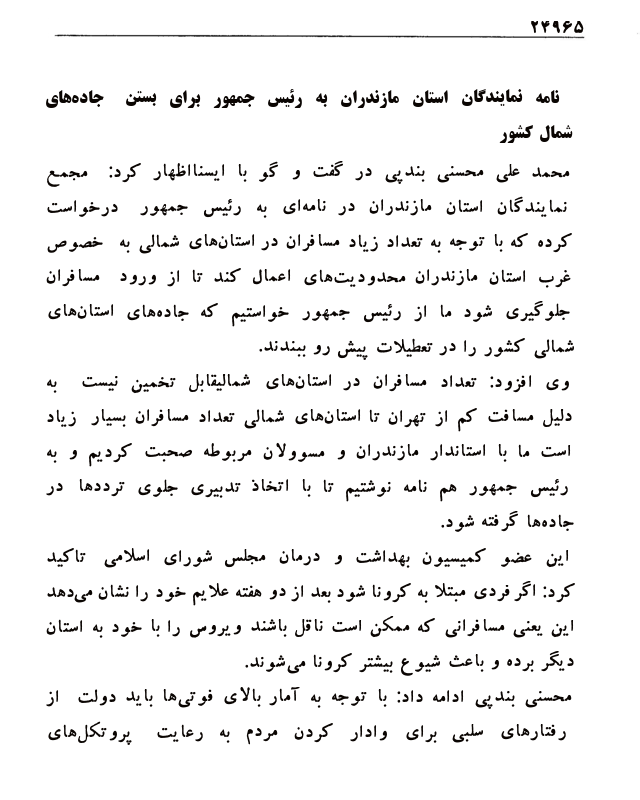 ۲۴۹۶۵
نامه نمایندگان استان مازندران به رئیس جمهور برای بستن جاده‌های
شمال کشور
محمد علی محسنی بندپی در گفت و گو با ایسنااظهار کرد: مجمع
نمایندگان استان مازندران در نامه‌ای به رئیس جمهور درخواست
کرده که با توجه به تعداد زیاد مسافران در استان‌های شمالی به خصوص
غرب استان مازندران محدودیت‌های اعمال کند تا از ورود مسافران
جلوگیری شود ما از رئیس جمهور خواستیم که جاده‌های استان‌های
شمالی کشور را در تعطیلات پیش رو ببندند.
وی افزود: تعداد مسافران در استان‌های شمالیقابل تخمین نیست به
دلیل مسافت کم از تهران تا استان‌های شمالی تعداد مسافران بسیار زیاد
است ما با استاندار مازندران و مسوولان مربوطه صحبت کردیم و به
رئیس جمهور هم نامه نوشتیم تا با اتخاذ تدبیری جلوی ترددها در
جاده‌ها گرفته شود.
این عضو کمیسیون بهداشت و درمان مجلس شورای اسلامی تاکید
کرد: اگر فردی مبتلا به کرونا شود بعد از دو هفته علایم خود را نشان می‌دهد
این یعنی مسافرانی که ممکن است ناقل باشند ویروس را با خود به استان
دیگر برده و باعث شیوع بیشتر کرونا می‌شوند.
محسنی بندپی ادامه داد: با توجه به آمار بالای فوتی‌ها باید دولت از
رفتارهای سلبی برای وادار کردن مردم به رعایت پروتکل‌های